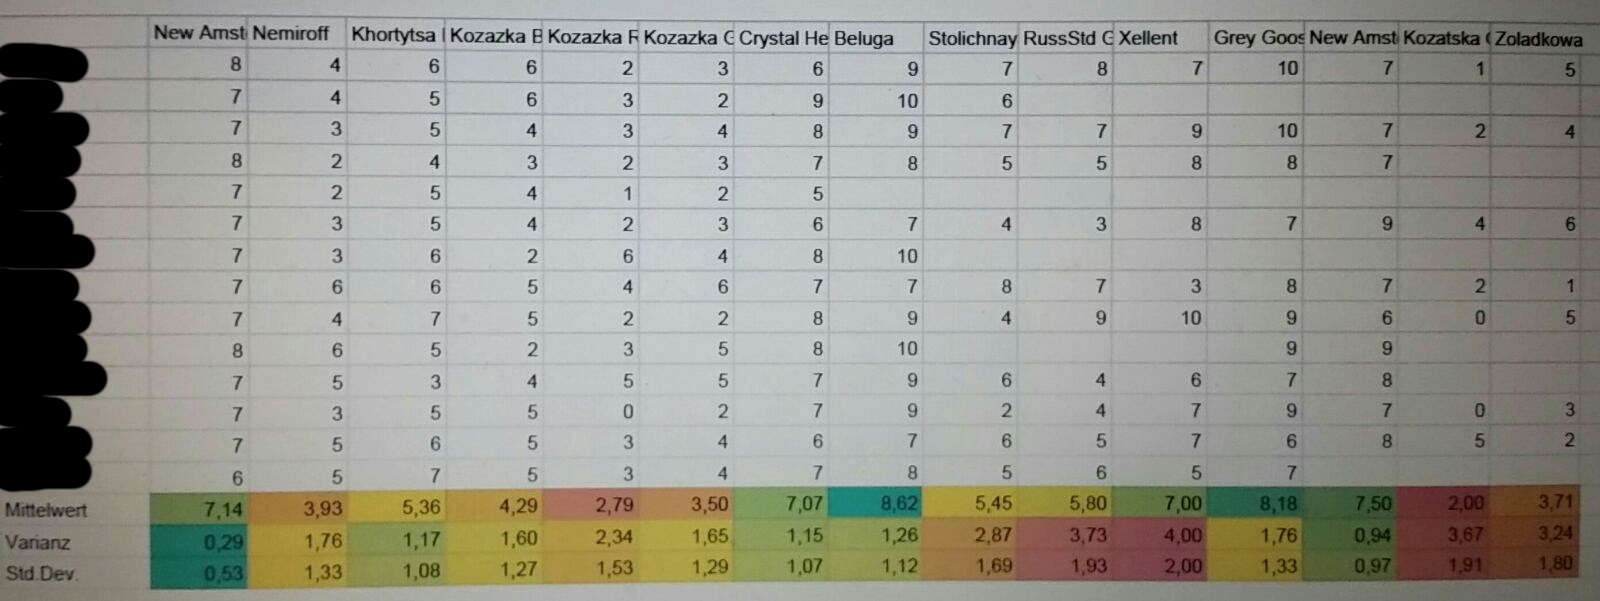 New Amst Nemiroff Khortytsa Kozazka B Kozazka R Kozazka G Crystal He Beluga Stolichnay RussStd G Xellent Grey Goos New Amst Kozatska Zoladkowa
8 4 6 6 2 3 6 9 7 8 7 10 7 1 5
7 4 5 6 3 2 9 10 6
7 3 5 4 3 4 8 9 7 7 9 10 7 2 4
8 2 4 3 2 3 7 8 5 5 8 8 7
7 2 5 4 1 2 5
7 3 5 4 2 3 6 7 4 3 8 7 9 4 6
7 3 6 2 6 4 8 10
7 6 6 5 4 6 7 7 8 7 3 8 7 2 1
7 4 7 5 2 2 8 9 4 9 10 9 6 0 5
8 6 5 2 3 5 8 10 9 9
7 5 3 4 5 5 7 9 6 4 6 7 8
7 3 5 5 0 2 7 9 2 4 7 9 7 0 3
7 5 6 5 3 4 6 7 6 5 7 6 8 5 2
6 5 7 5 3 4 7 8 5 6 5 7
Mittelwert 7,14 3,93 5,36 4,29 2,79 3,50 7,07 8,62 5,45 5,80 7,00 8,18 7,50 2,00 3,71
Varianz 0,29 1,76 1,17 1,60 2,34 1,65 1,15 1,26 2,87 3,73 4,00 1,76 0,94 3,67 3,24
Std.Dev. 0,53 1,33 1,08 1,27 1,53 1,29 1,07 1,12 1,69 1,93 2,00 1,33 0,97 1,91 1,80